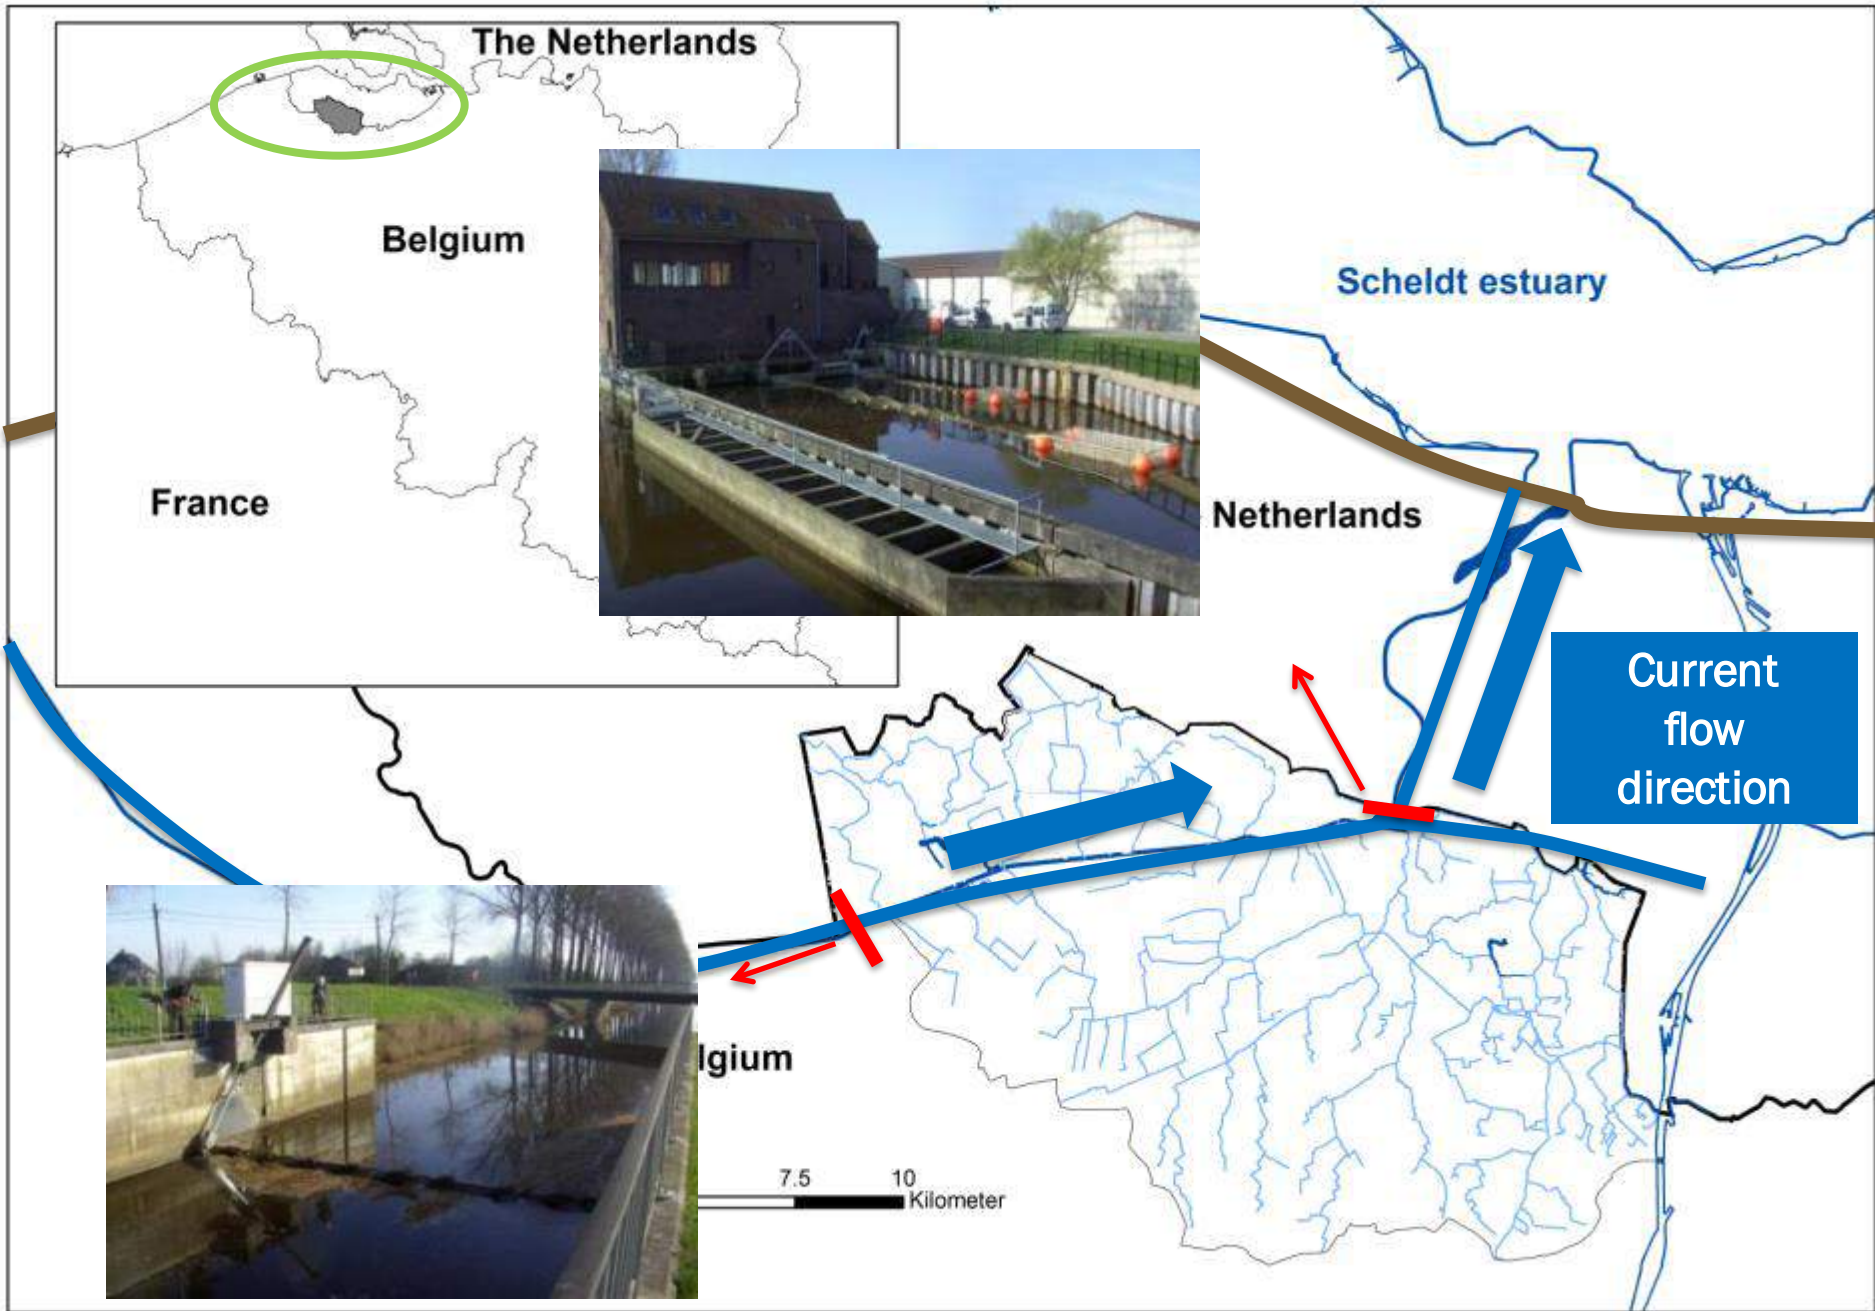 The Netherlands
Belgium
France
Scheldt estuary
Netherlands
Current
flow
direction
lgium
7.5 10
Kilometer